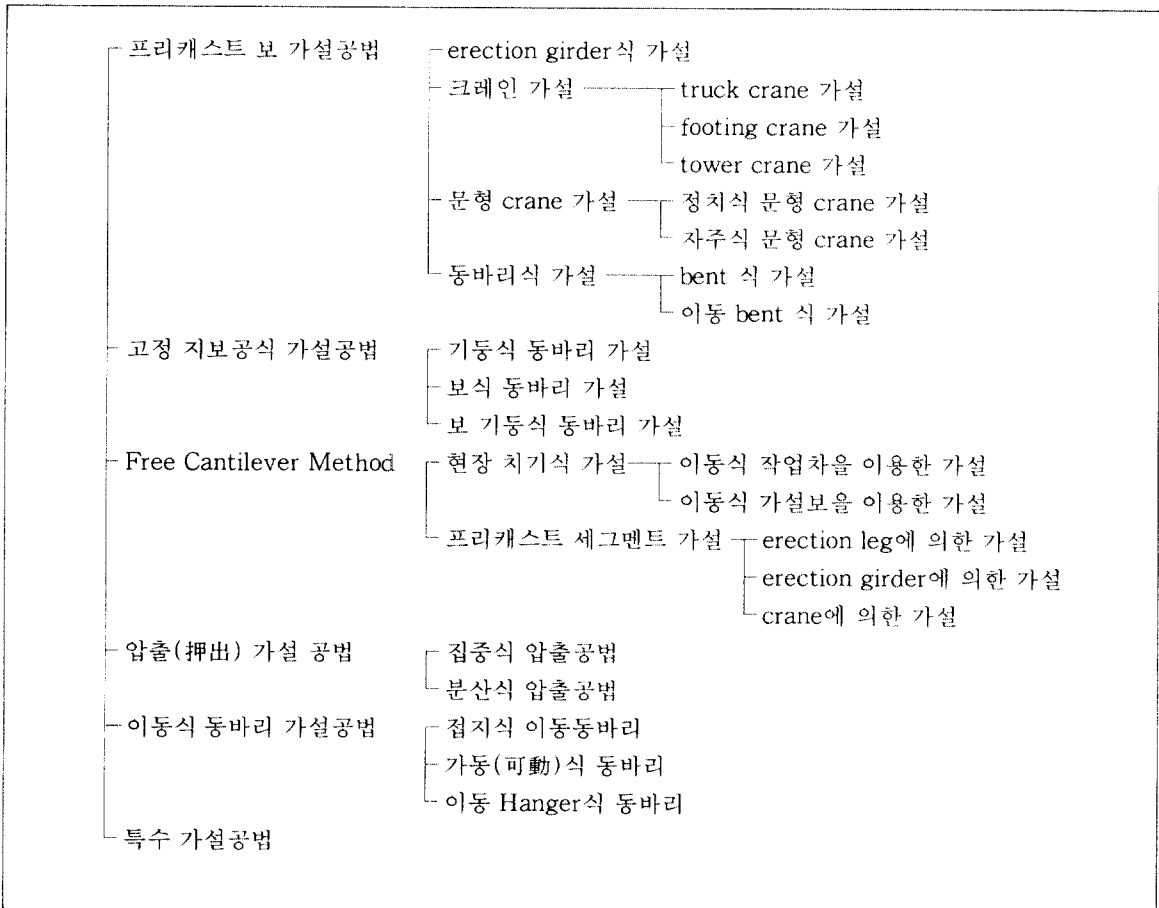 프리캐스트 보 가설공법 erection girder식 가설
크레인 가설 truck crane 가설
footing crane 가설
tower crane 가설
문형 crane 가설 정치식 문형 crane 가설
자주식 문형 crane 가설
동바리식 가설 bent 식 가설
이동 bent 식 가설
고정 지보공식 가설공법 기둥식 동바리 가설
보식 동바리 가설
보 기둥식 동바리 가설
Free Cantilever Method 현장 치기식 가설 이동식 작업차을 이용한 가설
이동식 가설보을 이용한 가설
프리캐스트 세그멘트 가설 erection leg에 의한 가설
erection girder에 의한 가설
crane에 의한 가설
압출(押出) 가설 공법 집중식 압출공법
분산식 압출공법
이동식 동바리 가설공법 접지식 이동동바리
가동(可動)식 동바리
이동 Hanger식 동바리
특수 가설공법